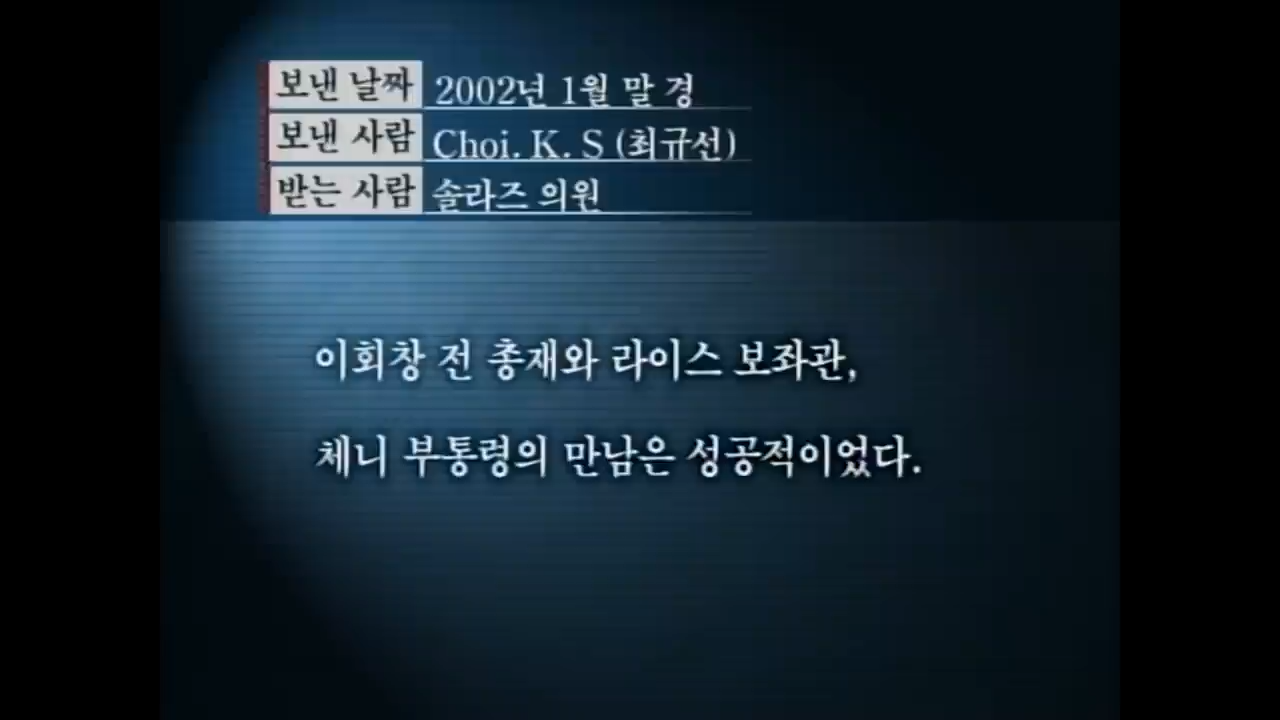 보낸 날짜 2002년 1월 말 경
보낸 사람 Choi. K. S (최규선)
받는 사람 솔라즈 의원
이회창 전 총재와 라이스 보좌관,
체니 부통령의 만남은 성공적이었다.